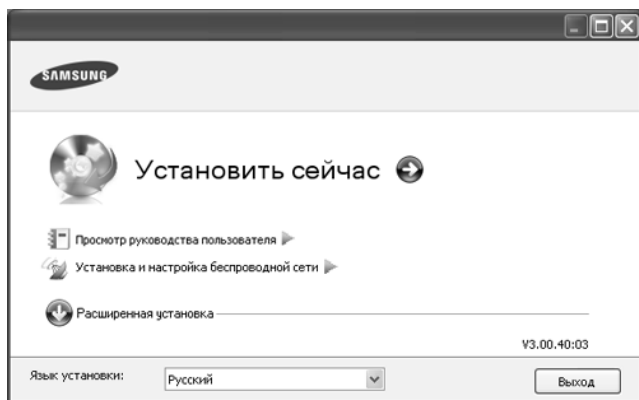 SAMSUNG
Установить сейчас
Просмотр руководства пользователя
Установка и настройка беспроводной сети
Расширенная установка
V3.00.40:03
Язык установки: Русский Выход